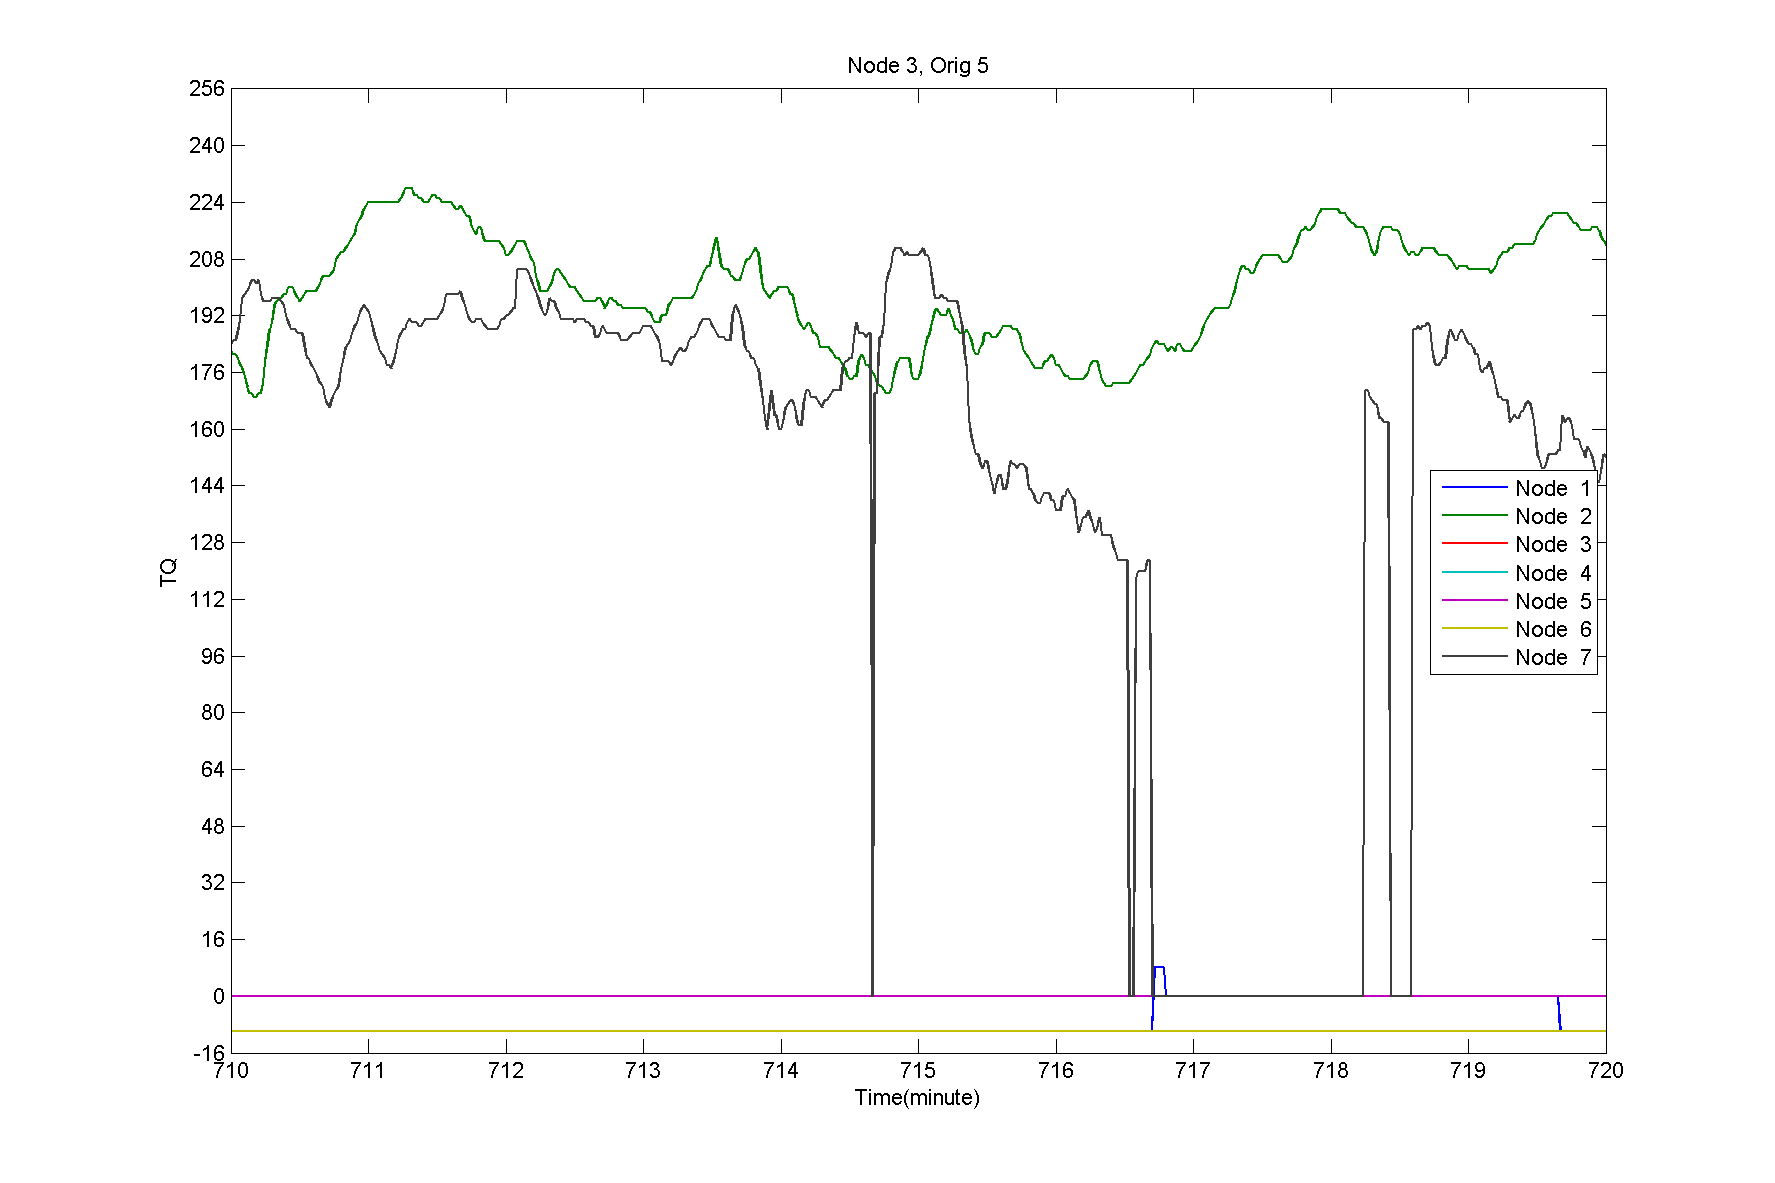 Node 3, Orig 5
256
240
224
208
192
176
160
144
128
112
96
80
64
48
32
16
0
-16
TQ
Node 1
Node 2
Node 3
Node 4
Node 5
Node 6
Node 7
710 711 712 713 714 715 716 717 718 719 720
Time(minute)